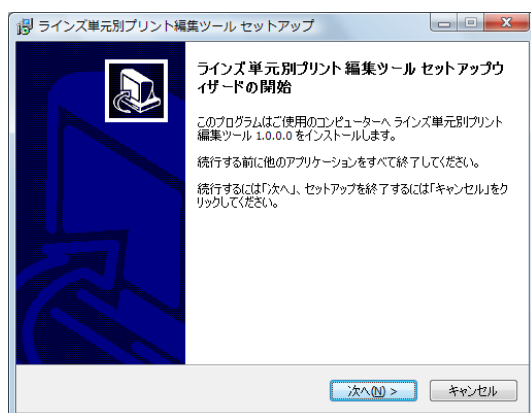 ラインズ単元別プリント編集ツール セットアップ
ラインズ単元別プリント編集ツール セットアップウ
ィザードの開始
このプログラムはご使用のコンピューターへ ラインズ単元別プリント
編集ツール 1.0.0.0 をインストールします。
続行する前に他のアプリケーションをすべて終了してください。
続行するには「次へ」、セットアップを終了するには「キャンセル」をク
リックしてください。
次へ(N) >
キャンセル